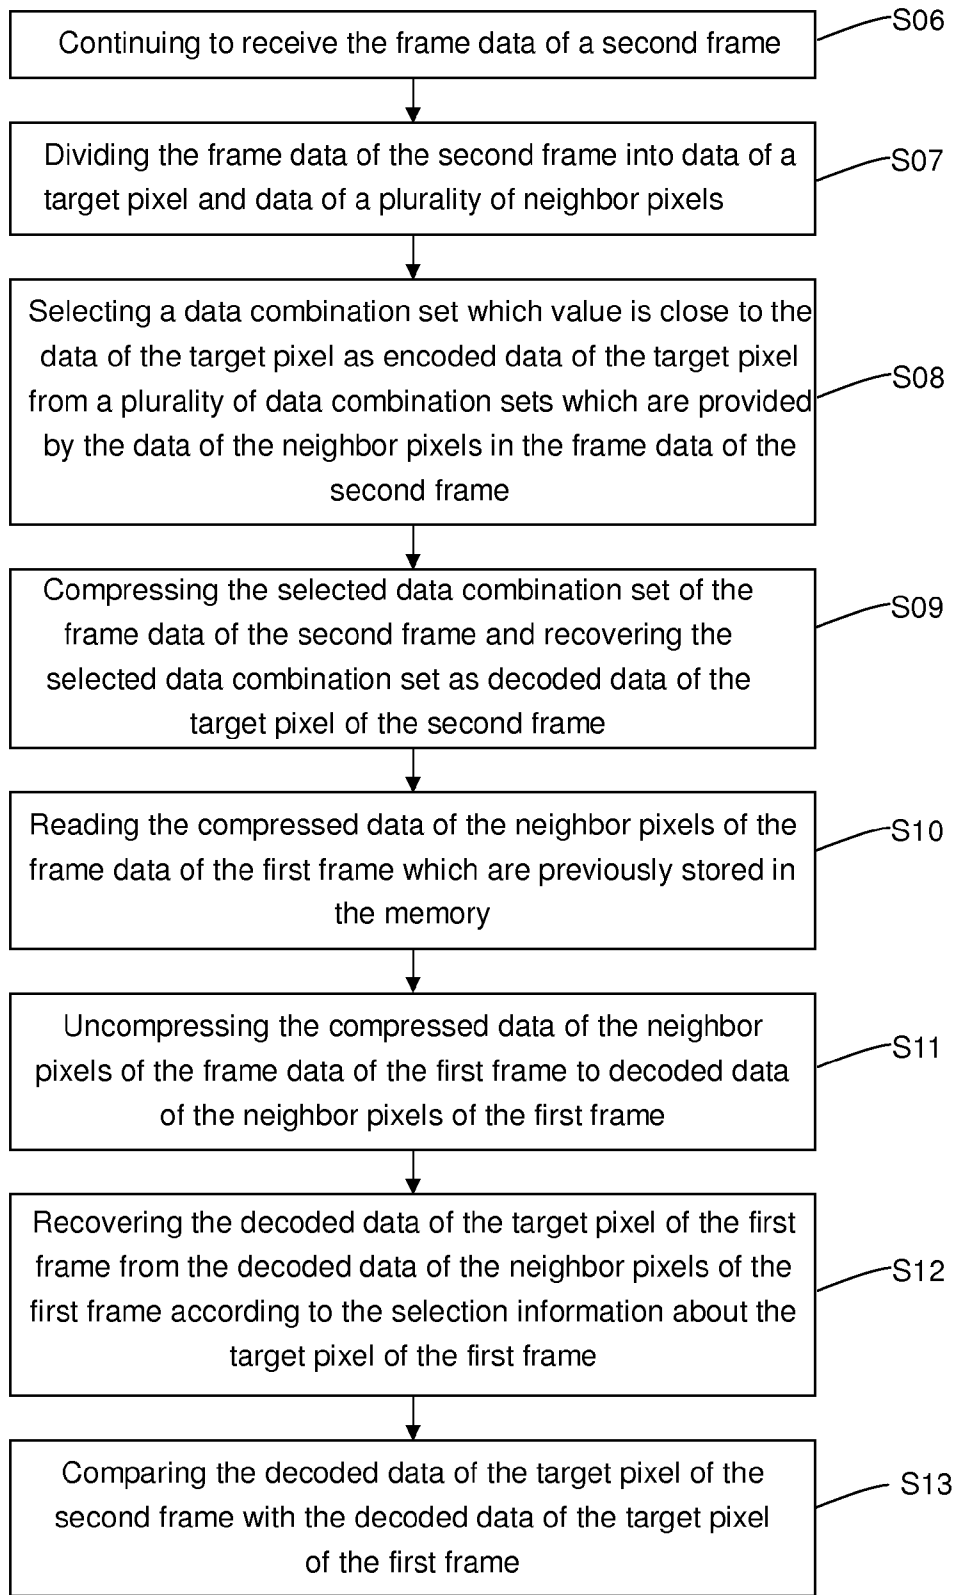 Continuing to receive the frame data of a second frame
S06
Dividing the frame data of the second frame into data of a
target pixel and data of a plurality of neighbor pixels
S07
Selecting a data combination set which value is close to the
data of the target pixel as encoded data of the target pixel
from a plurality of data combination sets which are provided
by the data of the neighbor pixels in the frame data of the
second frame
S08
Compressing the selected data combination set of the
frame data of the second frame and recovering the
selected data combination set as decoded data of the
target pixel of the second frame
S09
Reading the compressed data of the neighbor pixels of the
frame data of the first frame which are previously stored in
the memory
S10
Uncompressing the compressed data of the neighbor
pixels of the frame data of the first frame to decoded data
of the neighbor pixels of the first frame
S11
Recovering the decoded data of the target pixel of the first
frame from the decoded data of the neighbor pixels of the
first frame according to the selection information about the
target pixel of the first frame
S12
Comparing the decoded data of the target pixel of the
second frame with the decoded data of the target pixel
of the first frame
S13